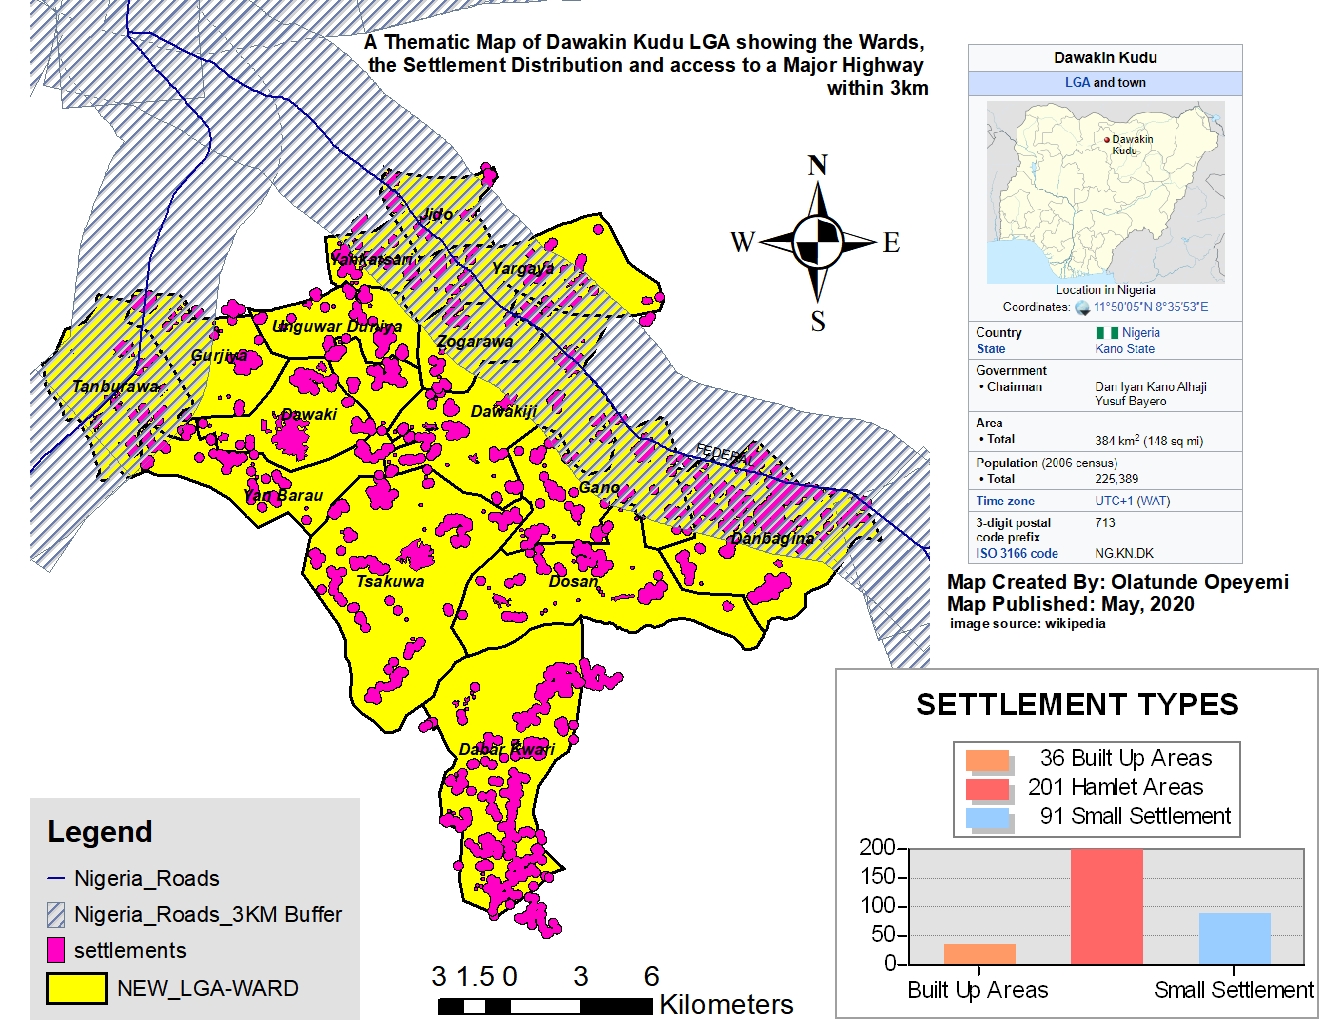 A Thematic Map of Dawakin Kudu LGA showing the Wards,
the Settlement Distribution and access to a Major Highway
within 3km
N
W
E
S
Jido
Yankatsari
Yargaya
Unguwar Duniya
Gurjiya
Zogarawa
Tanburawa
Dawaki
Dawakiji
FEDERAL
Yan Barau
Gano
Danbagina
Tsakuwa
Dosan
Dabar Kwari
Dawakin Kudu
LGA and town
Dawakin
Kudu
Location in Nigeria
Coordinates: 11°50'05"N 8°35'53"E
Country Nigeria
State Kano State
Government
• Chairman Dan Iyan Kano Alhaji
Yusuf Bayero
Area
• Total 384 km² (148 sq mi)
Population (2006 census)
• Total 225,389
Time zone UTC+1 (WAT)
3-digit postal 713
code prefix
ISO 3166 code NG.KN.DK
Map Created By: Olatunde Opeyemi
Map Published: May, 2020
image source: wikipedia
SETTLEMENT TYPES
36 Built Up Areas
201 Hamlet Areas
91 Small Settlement
200
150
100
50
0
Built Up Areas Small Settlement
Legend
Nigeria_Roads
Nigeria_Roads_3KM Buffer
settlements
NEW_LGA-WARD
3 1.5 0 3 6
Kilometers